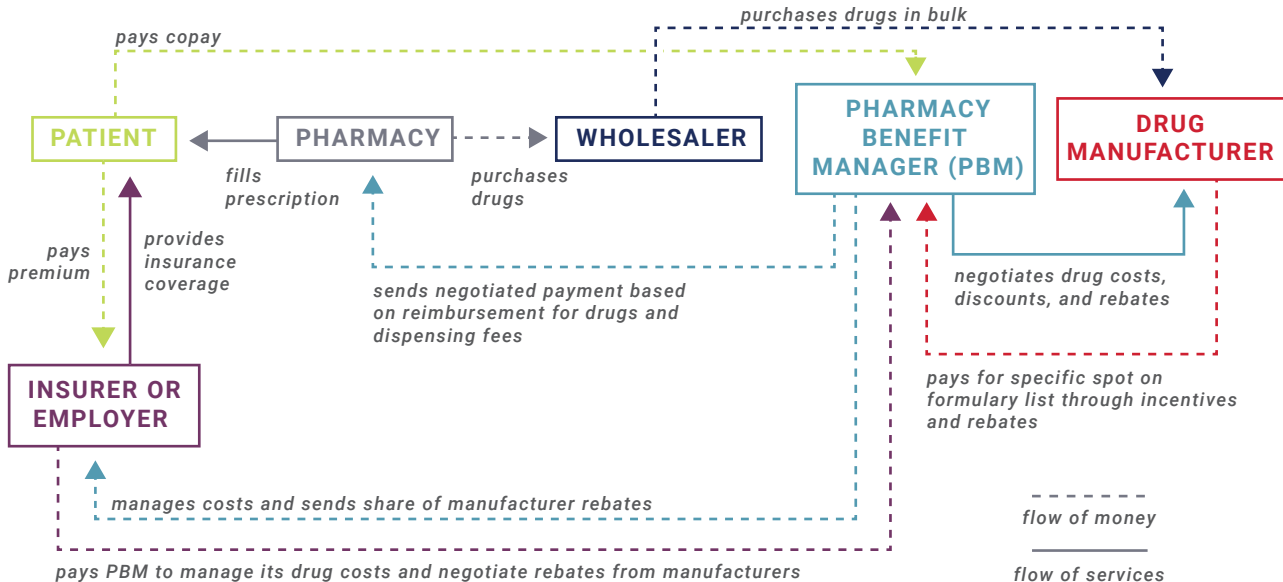 purchases drugs in bulk
pays copay
PATIENT
PHARMACY
WHOLESALER
PHARMACY
BENEFIT
MANAGER (PBM)
DRUG
MANUFACTURER
fills
prescription
purchases
drugs
pays
premium
provides
insurance
coverage
sends negotiated payment based
on reimbursement for drugs and
dispensing fees
negotiates drug costs,
discounts, and rebates
INSURER OR
EMPLOYER
pays for specific spot on
formulary list through incentives
and rebates
manages costs and sends share of manufacturer rebates
flow of money
pays PBM to manage its drug costs and negotiate rebates from manufacturers
flow of services